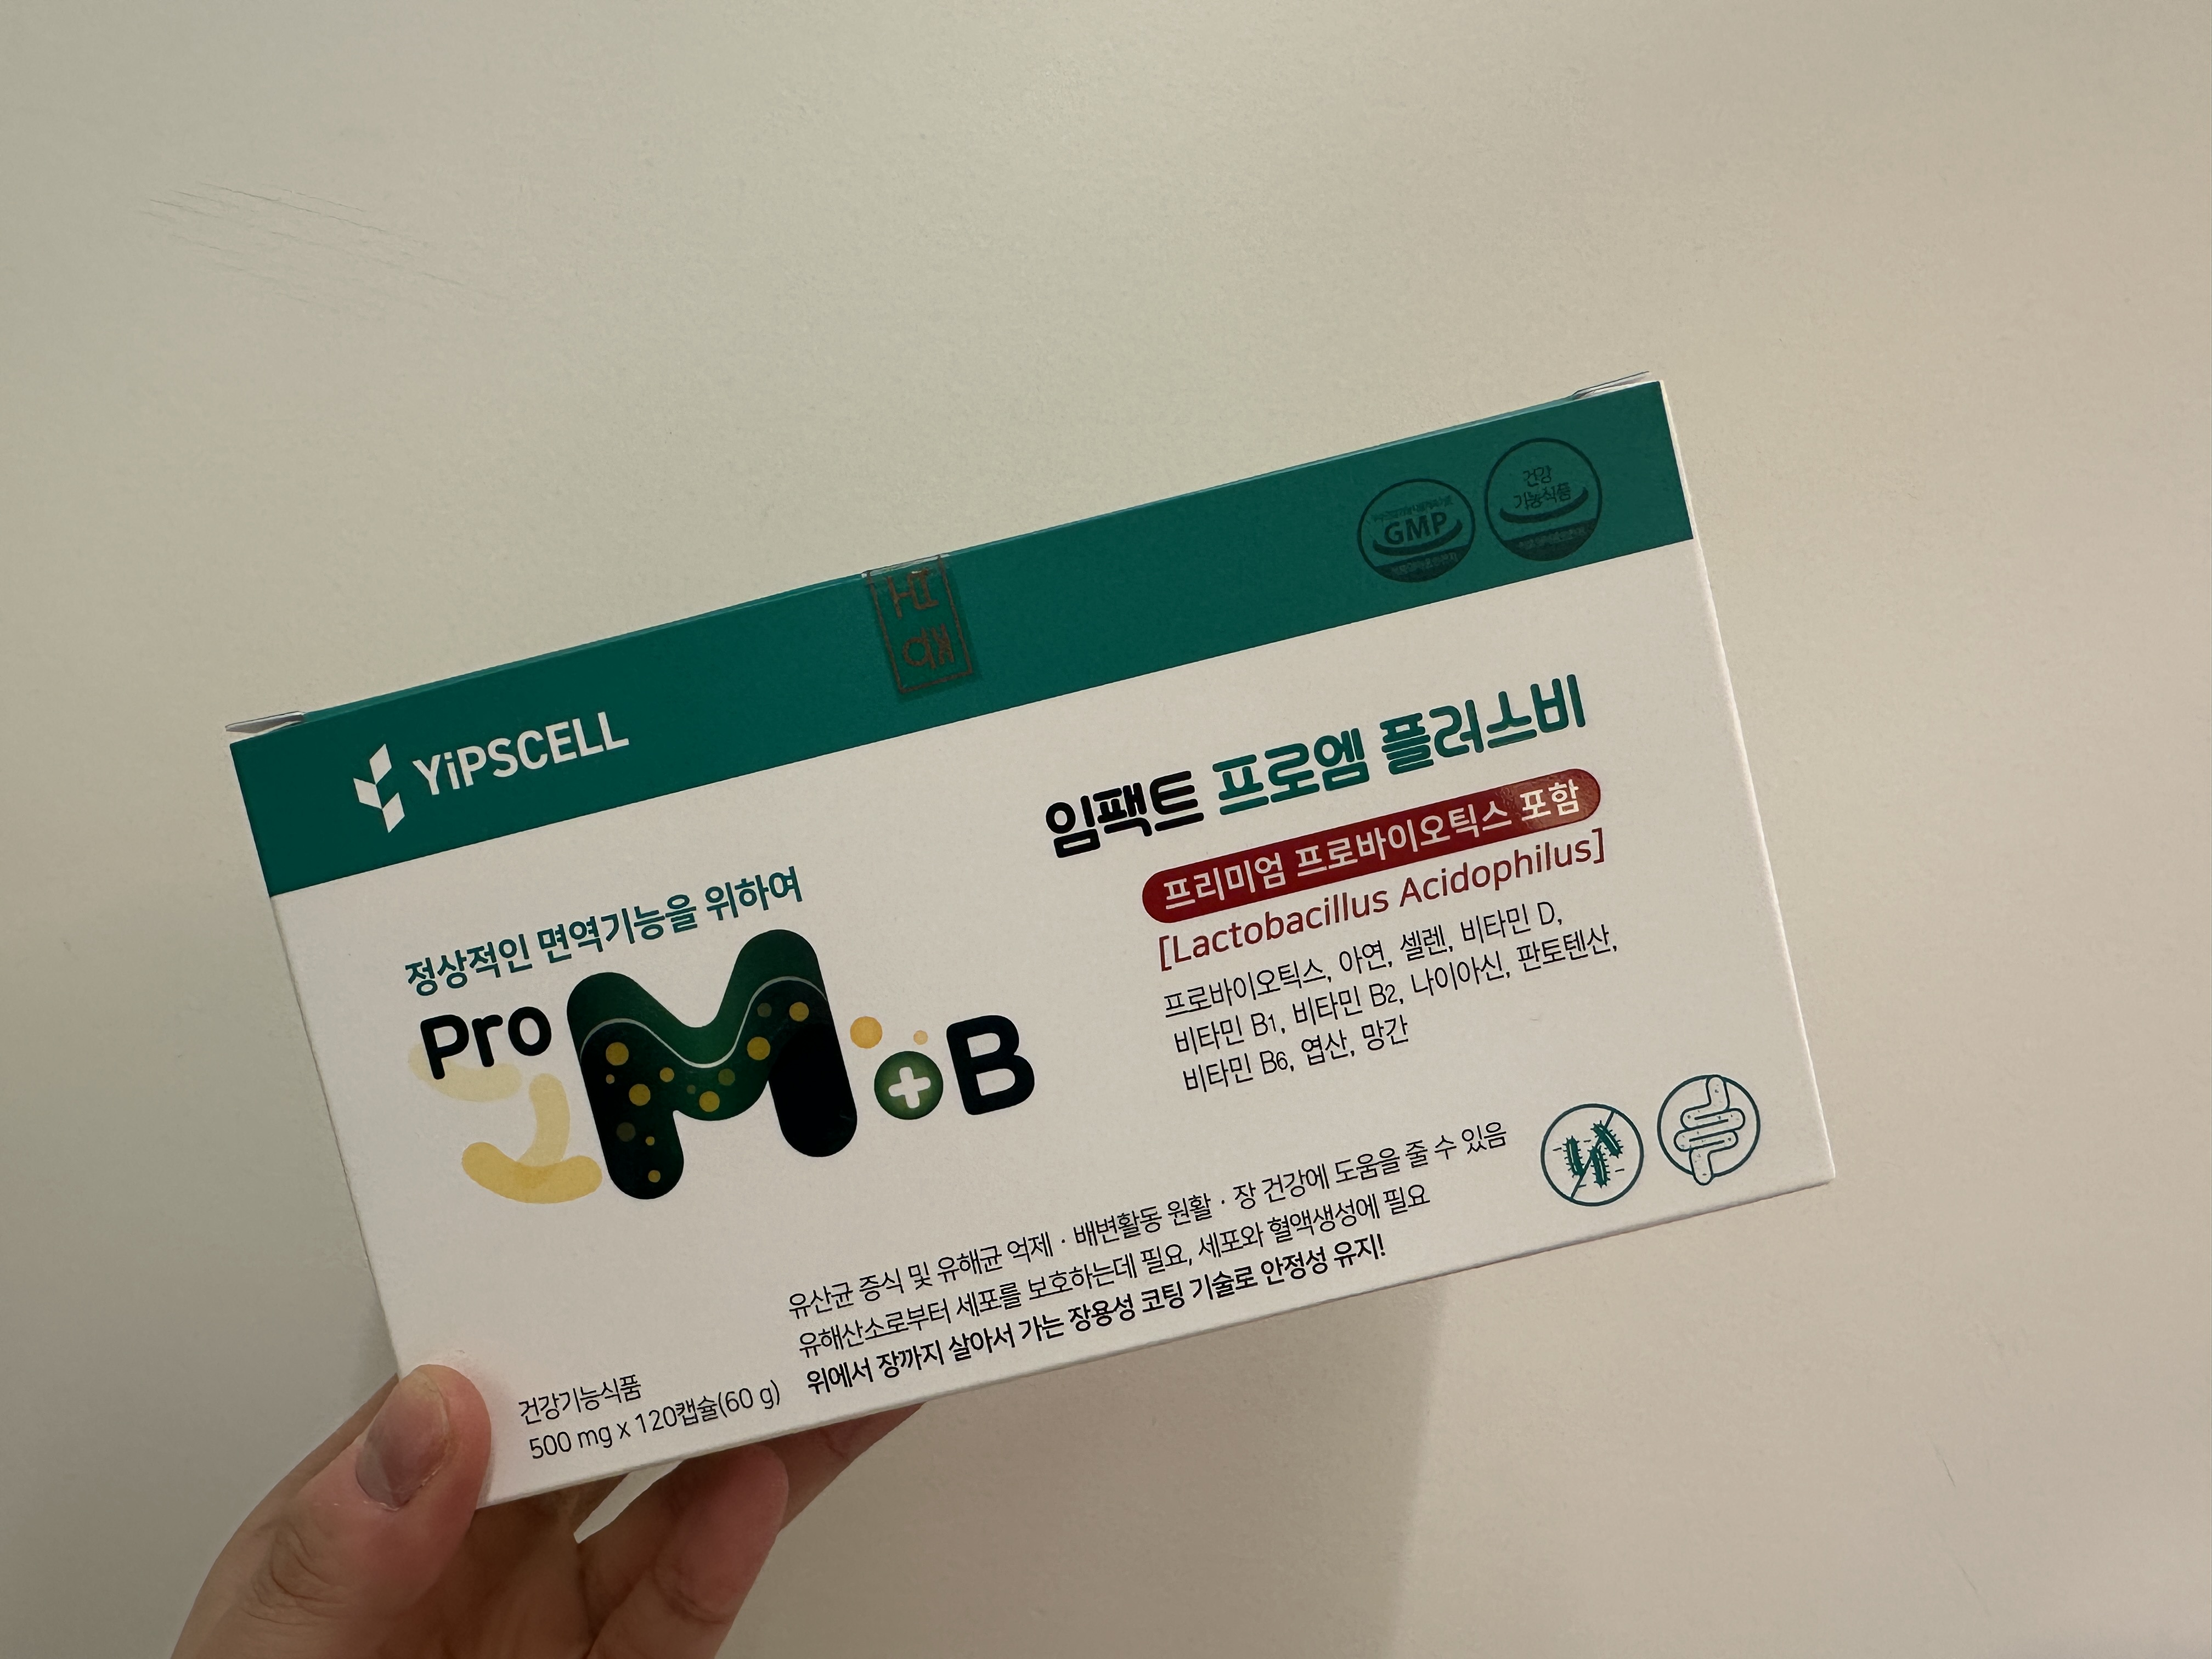 YiPSCELL
GMP
건강
기능식품
정상적인 면역기능을 위하여
Pro M + B
임팩트 프로엠 플러스비
프리미엄 프로바이오틱스 포함
[Lactobacillus Acidophilus]
프로바이오틱스, 아연, 셀렌, 비타민 D,
비타민 B1, 비타민 B2, 나이아신, 판토텐산,
비타민 B6, 엽산, 망간
유산균 증식 및 유해균 억제 · 배변활동 원활 · 장 건강에 도움을 줄 수 있음
유해산소로부터 세포를 보호하는데 필요, 세포와 혈액생성에 필요
위에서 장까지 살아서 가는 장용성 코팅 기술로 안정성 유지!
건강기능식품
500 mg x 120캡슐(60 g)